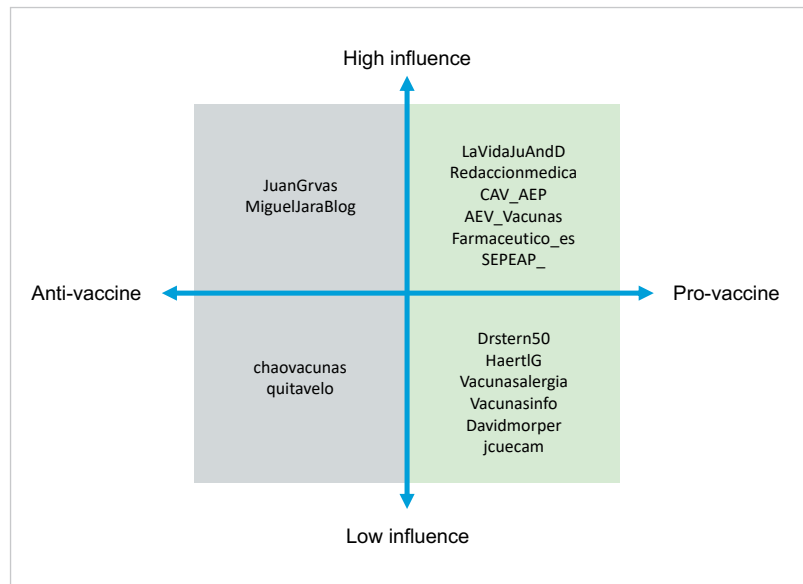 High influence
JuanGrvas
MiguelJaraBlog
LaVidaJuAndD
Redaccionmedica
CAV_AEP
AEV_Vacunas
Farmaceutico_es
SEPEAP_
Anti-vaccine
Pro-vaccine
chaovacunas
quitavelo
Drstern50
HaertlG
Vacunasalergia
Vacunasinfo
Davidmorper
jcuecam
Low influence